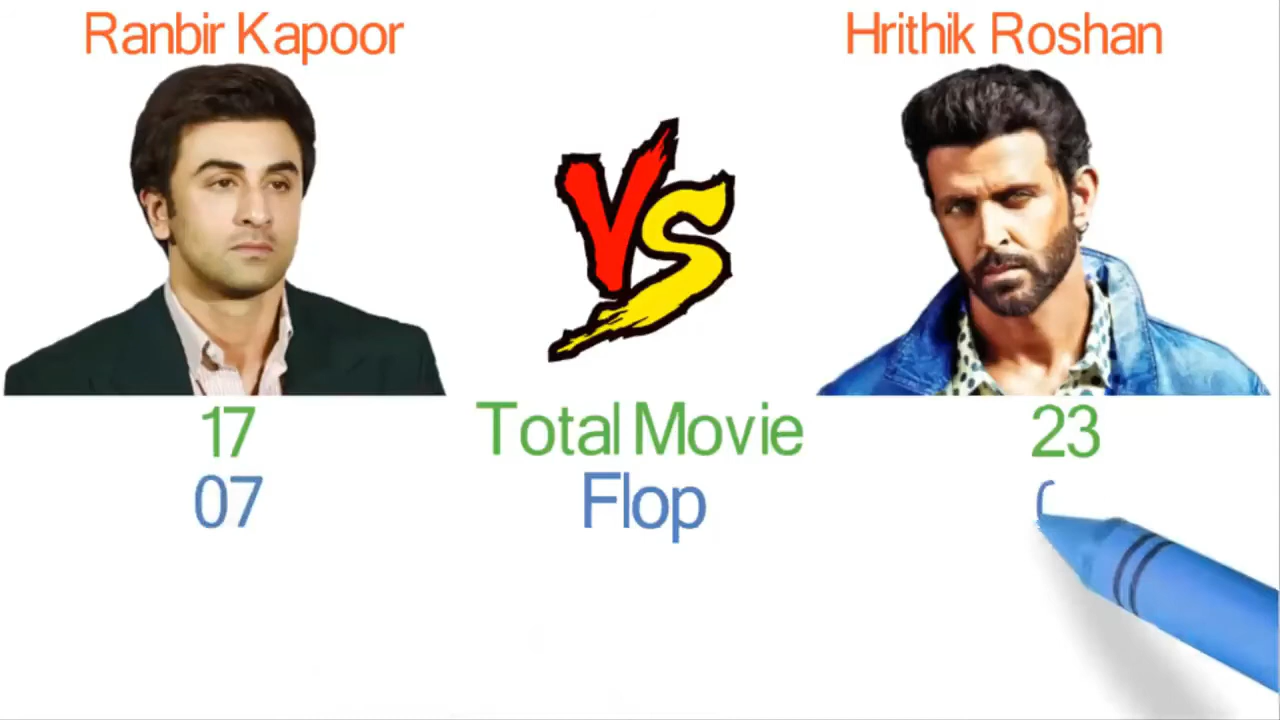 Ranbir Kapoor
Hrithik Roshan
VS
17 Total Movie 23
07 Flop